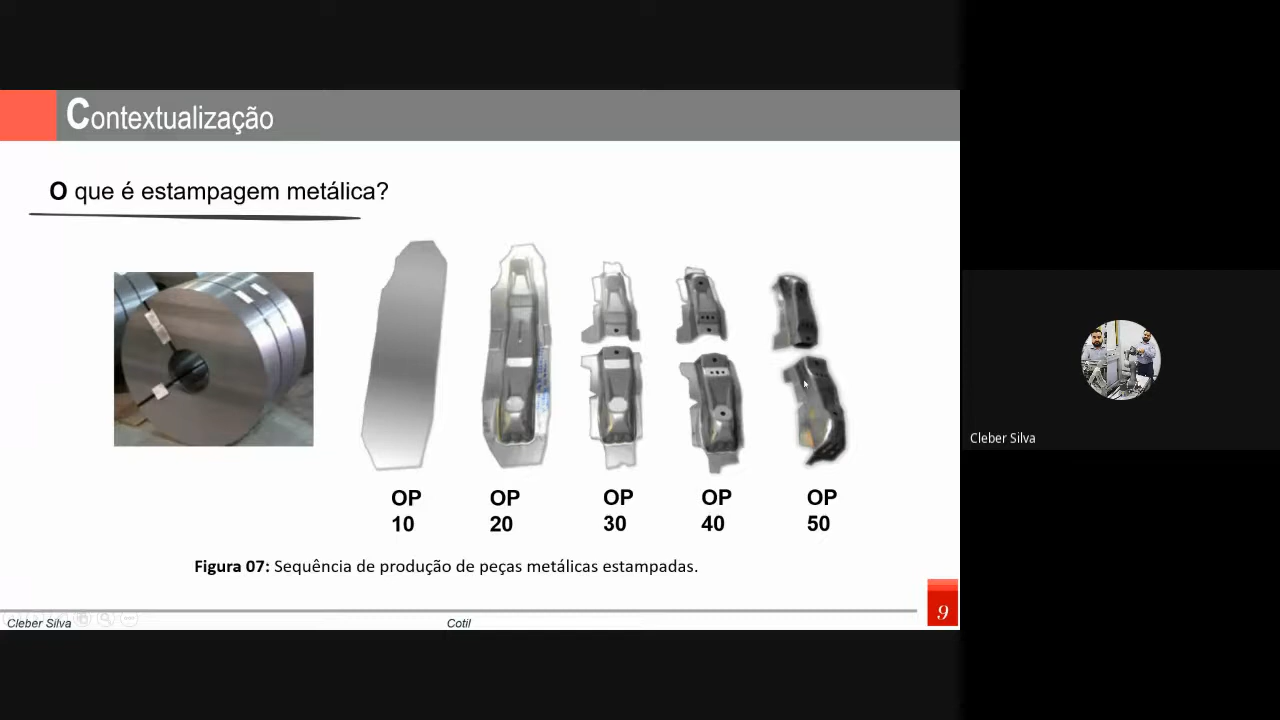 Contextualização
O que é estampagem metálica?
OP
10
OP
20
OP
30
OP
40
OP
50
Figura 07: Sequência de produção de peças metálicas estampadas.
Cleber Silva
Cotil
9
Cleber Silva